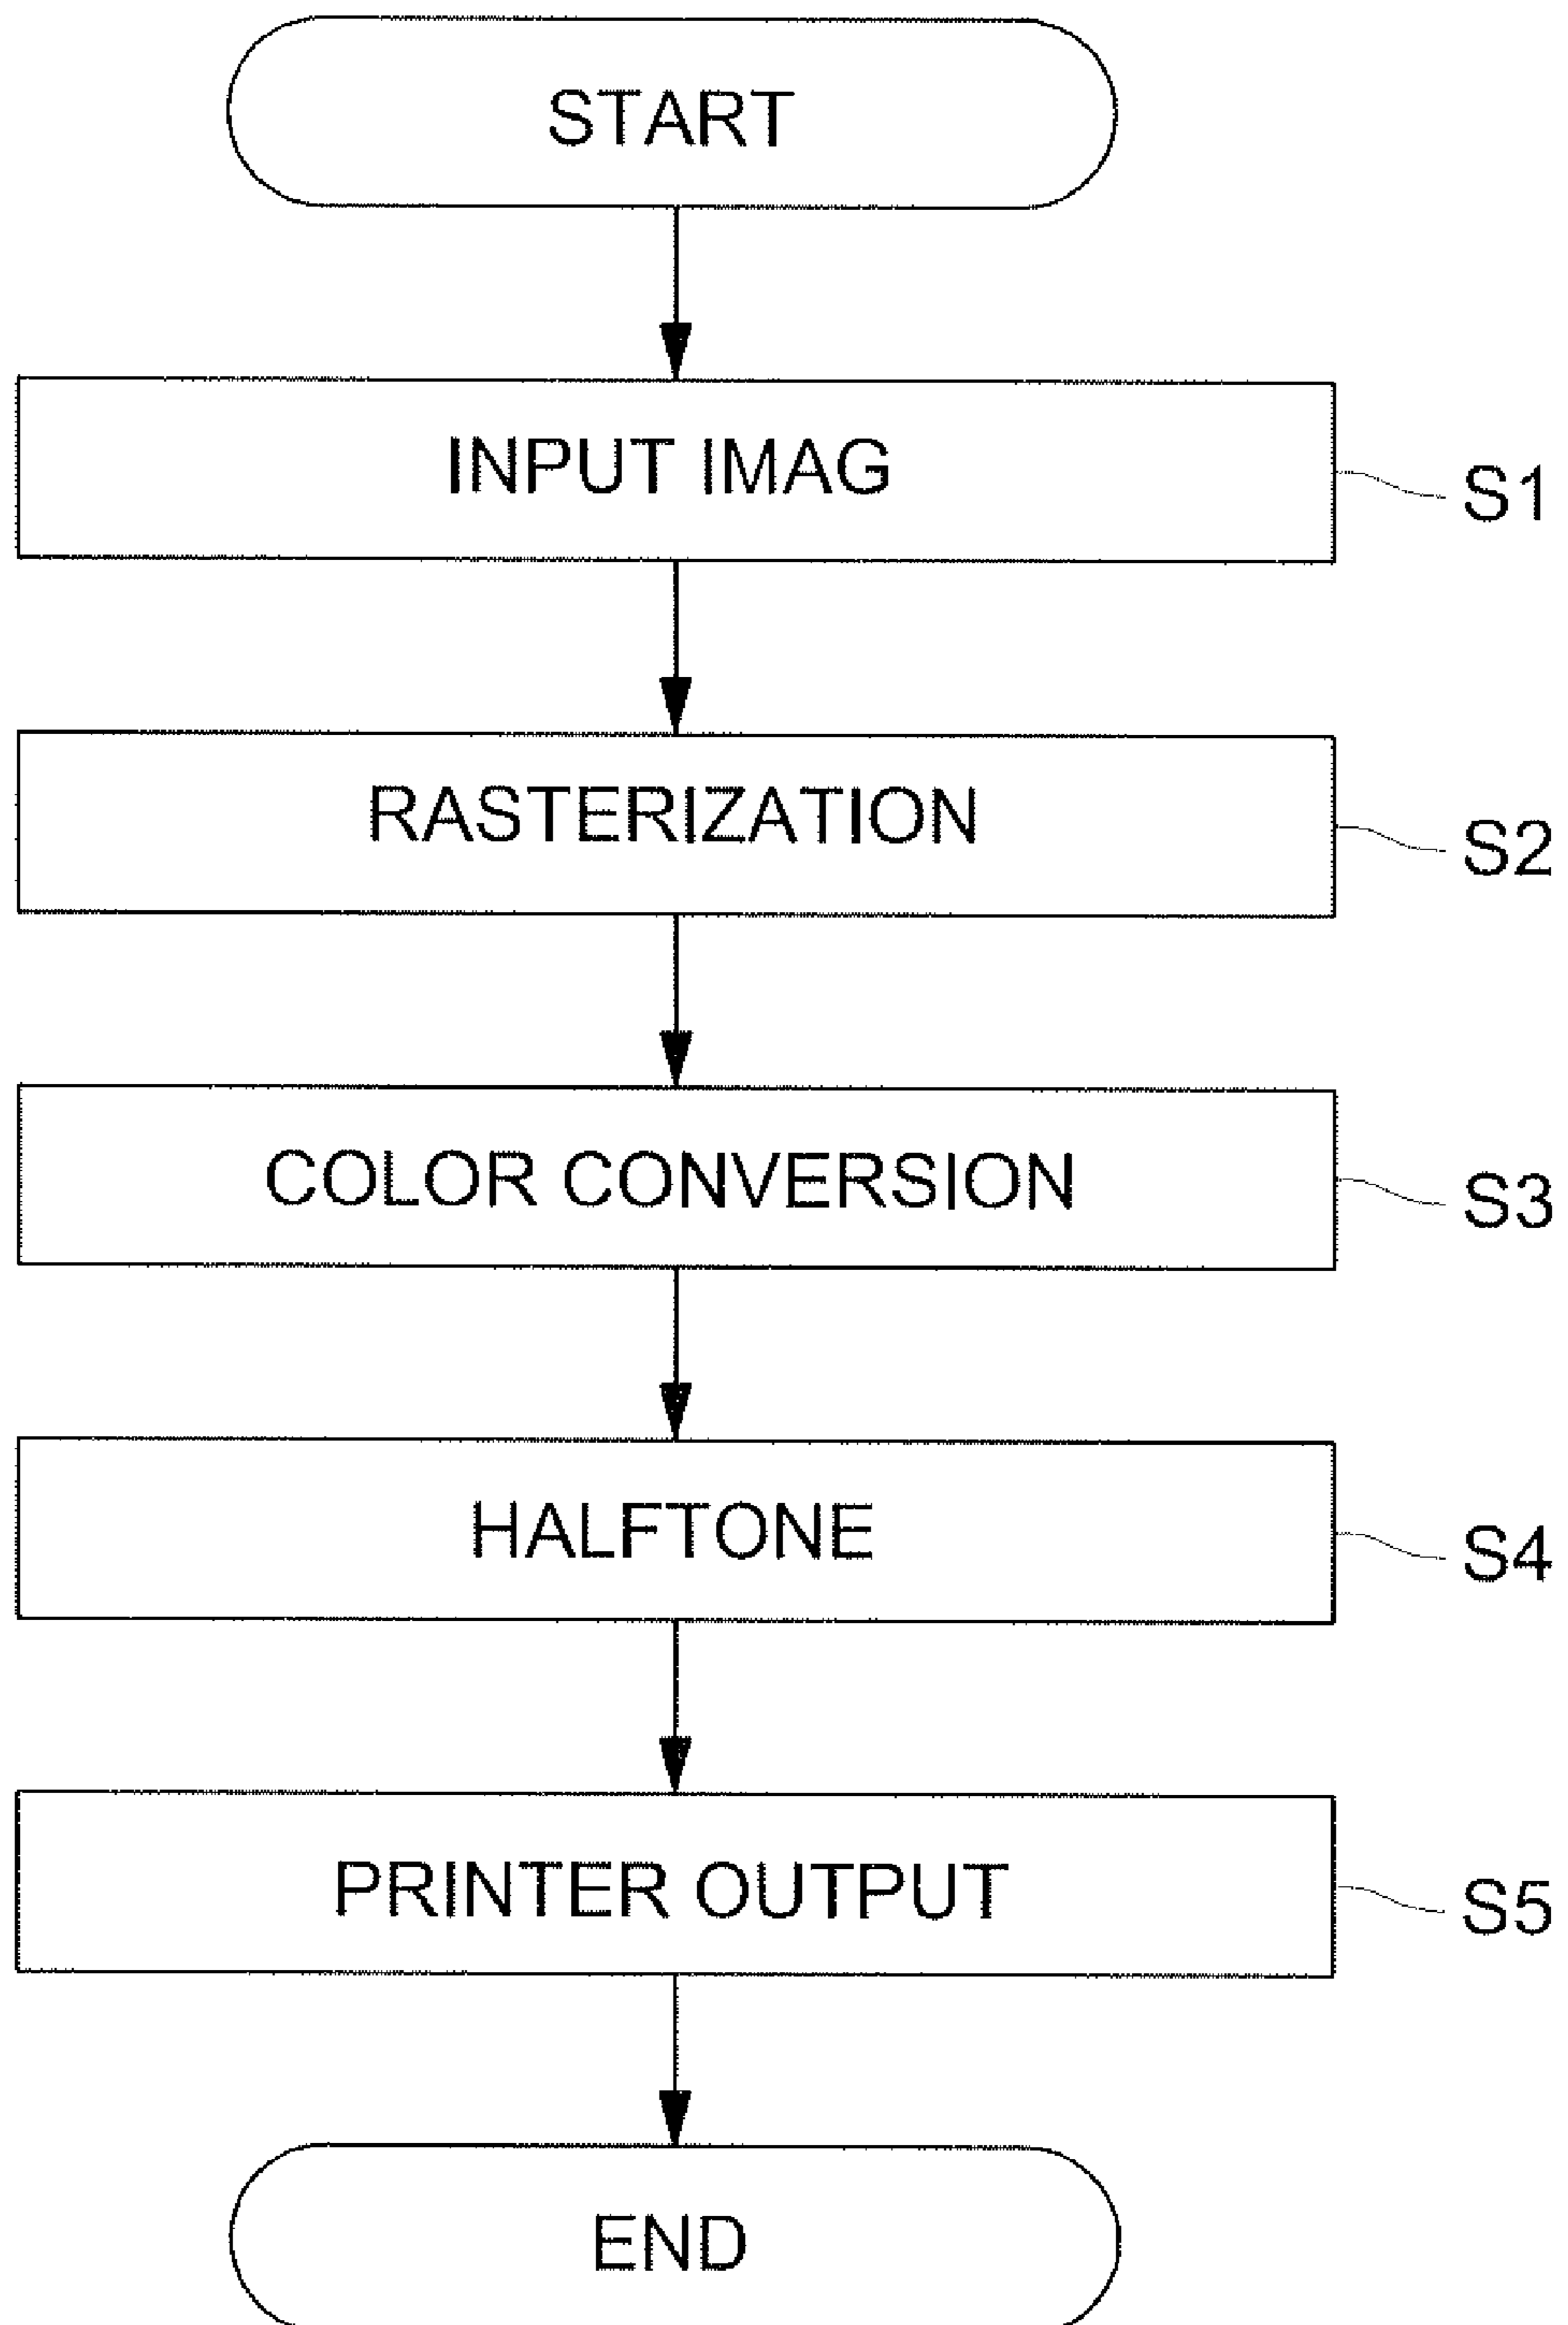 START
INPUT IMAG
S1
RASTERIZATION
S2
COLOR CONVERSION
S3
HALFTONE
S4
PRINTER OUTPUT
S5
END